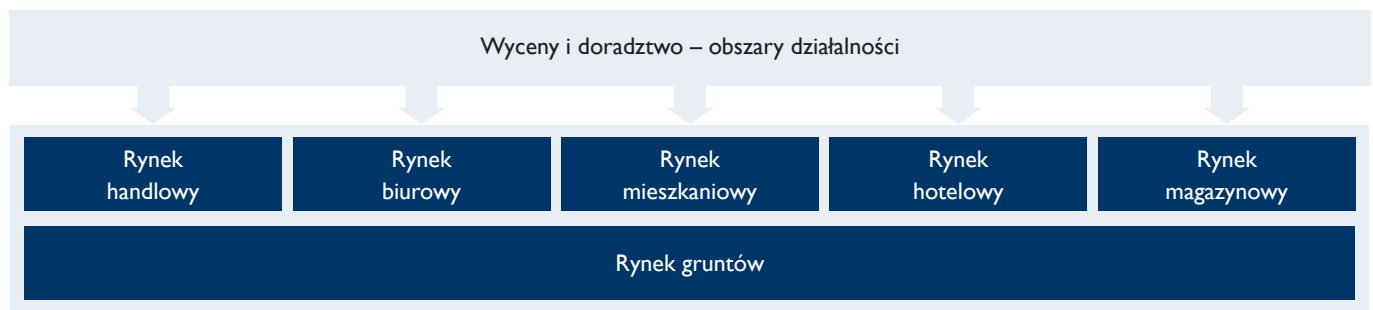 Wyceny i doradztwo – obszary działalności
Rynek
handlowy
Rynek
biurowy
Rynek
mieszkaniowy
Rynek
hotelowy
Rynek
magazynowy
Rynek gruntów